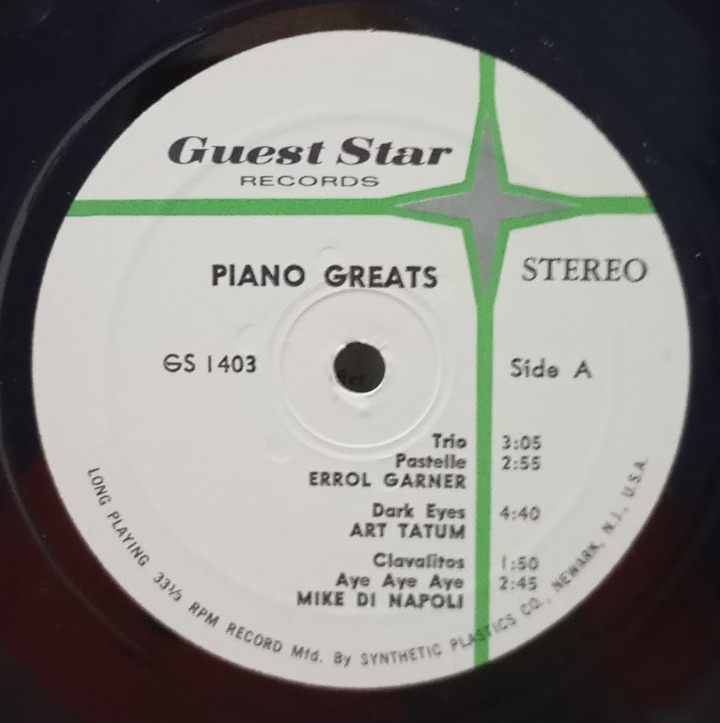 Guest Star
RECORDS
PIANO GREATS
STEREO
GS 1403
Side A
Trio 3:05
Pastelle 2:55
ERROL GARNER
Dark Eyes 4:40
ART TATUM
Clavalitos 1:50
Aye Aye Aye 2:45
MIKE DI NAPOLI
LONG PLAYING 33⅓ RPM RECORD Mfd. By SYNTHETIC PLASTICS CO., NEWARK, N.J., U.S.A.